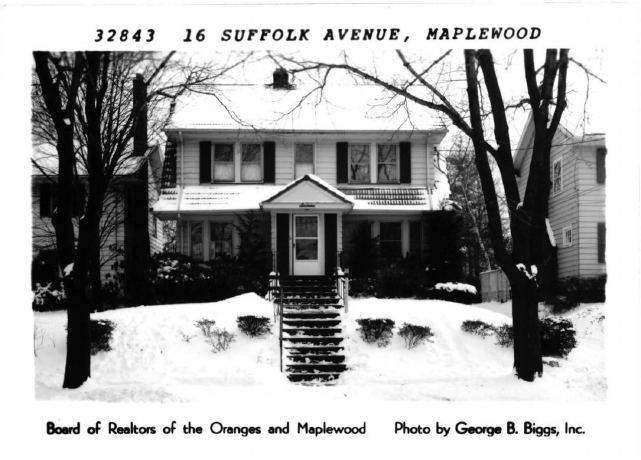 32843 16 SUFFOLK AVENUE, MAPLEWOOD
Board of Realtors of the Oranges and Maplewood Photo by George B. Biggs, Inc.